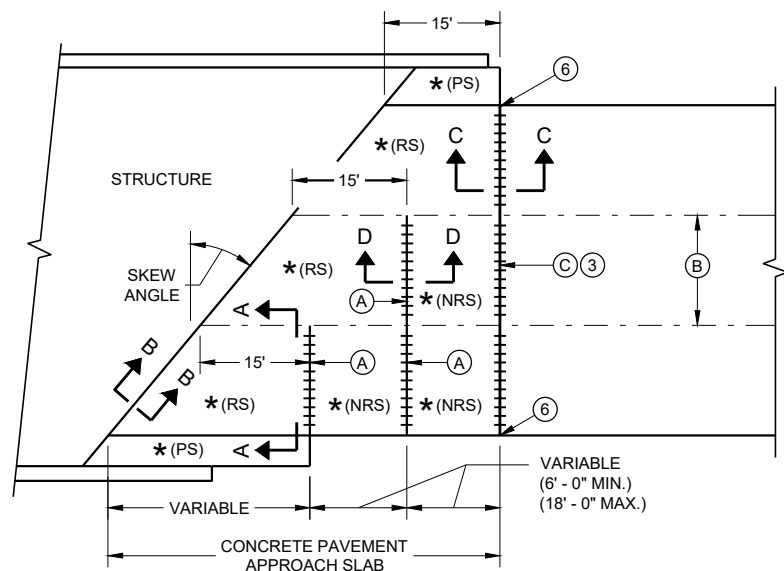 15'
* (PS)
6
* (RS)
C
C
STRUCTURE
15'
D
D
SKEW
ANGLE
* (RS)
C
3
B
A
* (NRS)
A
B
15'
A
A
B
* (RS)
* (NRS)
* (NRS)
6
A
* (PS)
VARIABLE
(6' - 0" MIN.)
(18' - 0" MAX.)
VARIABLE
CONCRETE PAVEMENT
APPROACH SLAB